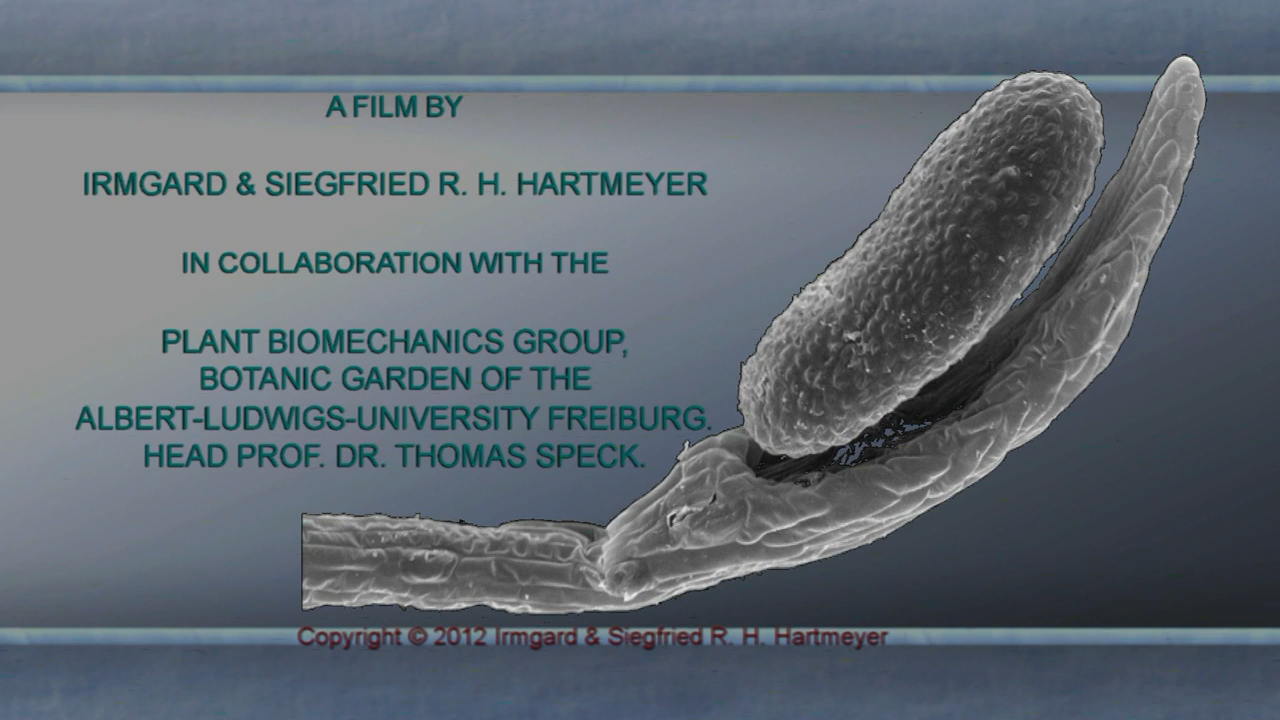 A FILM BY
IRMGARD & SIEGFRIED R. H. HARTMEYER
IN COLLABORATION WITH THE
PLANT BIOMECHANICS GROUP,
BOTANIC GARDEN OF THE
ALBERT-LUDWIGS-UNIVERSITY FREIBURG.
HEAD PROF. DR. THOMAS SPECK.
Copyright © 2012 Irmgard & Siegfried R. H. Hartmeyer